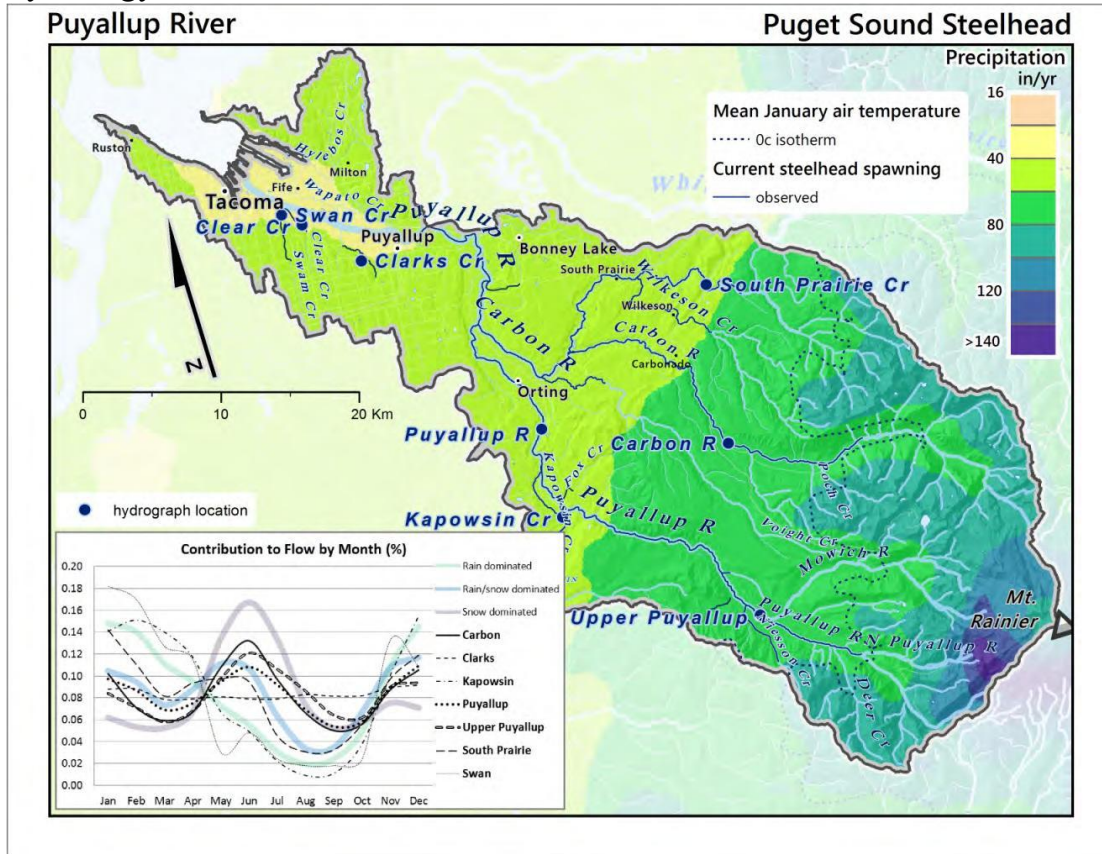 Puyallup River
Puget Sound Steelhead
Precipitation
in/yr
16
40
80
120
>140
Mean January air temperature
0c isotherm
Current steelhead spawning
observed
Ruston
Hylebos Cr
Milton
Fife
Wapato Cr
Tacoma
Swan Cr
Clear Cr
Puyallup R
Puyallup
Clear Cr
Swam Cr
Clarks Cr
Bonney Lake
South Prairie
Wilkeson Cr
South Prairie Cr
Wilkeson
Carbon R
Carbon R
Carbonado
N
0 10 20 Km
Orting
Puyallup R
Carbon R
Fox Cr
Kapowsin Cr
Poch Cr
Kapowsin Cr
Puyallup R
Voight Cr
Mowich R
hydrograph location
Mt.
Rainier
Upper Puyallup
Puyallup R
N Puyallup R
Niesson Cr
Deer Cr
Contribution to Flow by Month (%)
0.20
0.18
0.16
0.14
0.12
0.10
0.08
0.06
0.04
0.02
0.00
Jan Feb Mar Apr May Jun Jul Aug Sep Oct Nov Dec
Rain dominated
Rain/snow dominated
Snow dominated
Carbon
Clarks
Kapowsin
Puyallup
Upper Puyallup
South Prairie
Swan